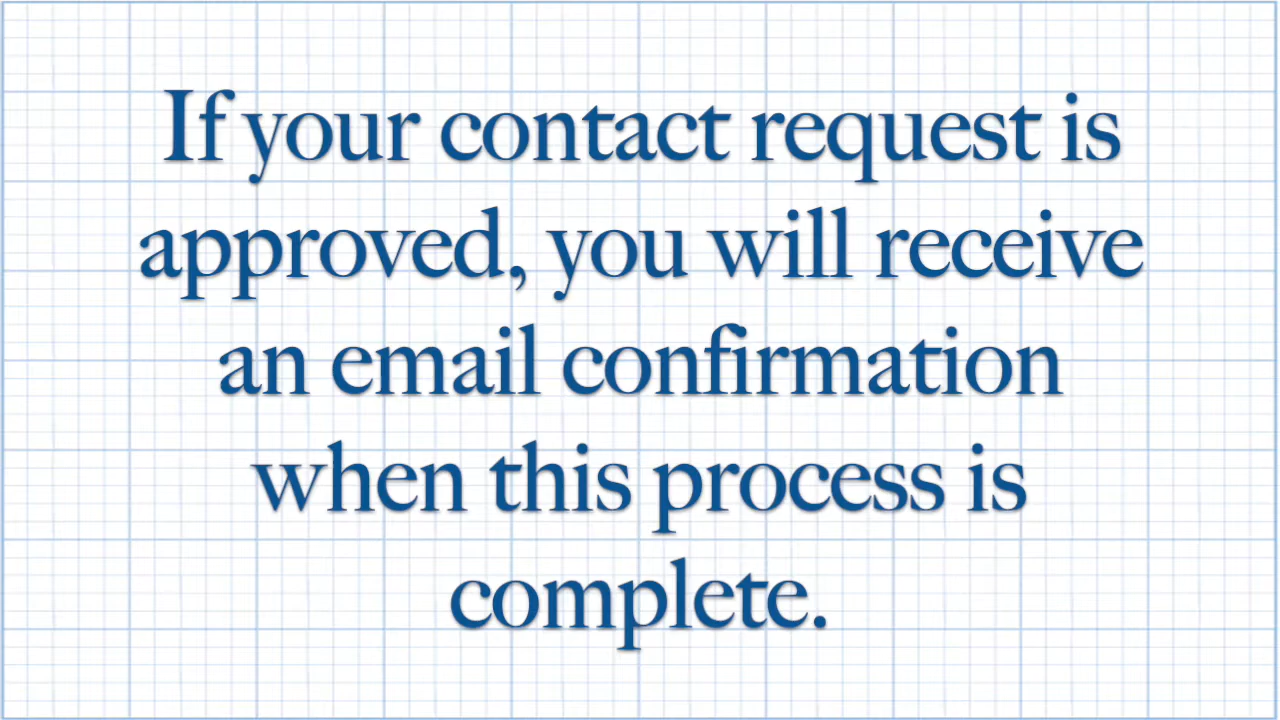 If your contact request is
approved, you will receive
an email confirmation
when this process is
complete.